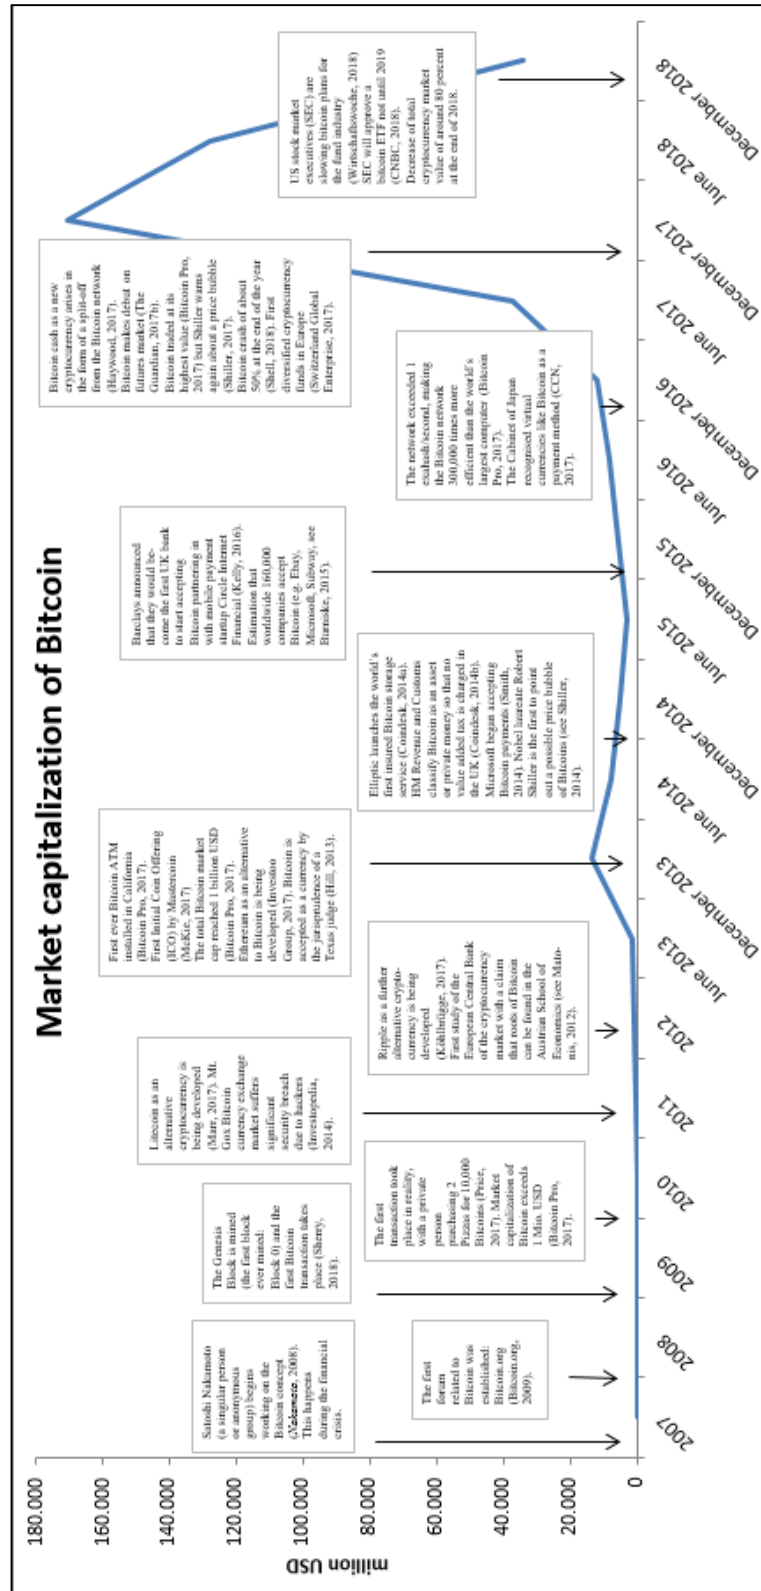 Market capitalization of Bitcoin
million USD
180.000
160.000
140.000
120.000
100.000
80.000
60.000
40.000
20.000
0
Satoshi Nakamoto
(a singular person
or anonymous
group) begins
working on the
Bitcoin concept
(Nakamoto, 2008).
This happens
during the financial
crisis.
The first
forum
related to
Bitcoin was
established:
Bitcoin.org
(Bitcoin.org,
2009).
The Genesis
Block is mined
(the first block
ever mined:
Block 0) and the
first Bitcoin
transaction takes
place (Sherry,
2018).
The first
transaction took
place in reality,
with a private
person
purchasing 2
Pizzas for 10,000
Bitcoins (Price,
2017). Market
capitalization of
Bitcoin exceeds
1 Mio. USD
(Bitcoin Pro,
2017).
Litecoin as an
alternative
cryptocurrency is
being developed
(Marr, 2017). Mt.
Gox Bitcoin
currency exchange
market suffers
significant
security breach
due to hackers
(Investopedia,
2014).
Ripple as a further
alternative crypto-
currency is being
developed
(Köhlbrügge, 2017).
First study of the
European Central Bank
of the cryptocurrency
market with a claim
that roots of Bitcoin
can be found in the
Austrian School of
Economics (see Mato-
nis, 2012).
First ever Bitcoin ATM
installed in California
(Bitcoin Pro, 2017).
First Initial Coin Offering
(ICO) by Mastercoin
(McKie, 2017)
The total Bitcoin market
cap reached 1 billion USD
(Bitcoin Pro, 2017).
Ethereum as an alternative
to Bitcoin is being
developed (Investoo
Group, 2017). Bitcoin is
accepted as a currency by
the jurisprudence of a
Texas judge (Hill, 2013).
Elliptic launches the world's
first insured Bitcoin storage
service (Coindesk, 2014a).
HM Revenue and Customs
classify Bitcoin as an asset
or private money so that no
value added tax is charged in
the UK (Coindesk, 2014b).
Microsoft began accepting
Bitcoin payments (Smith,
2014). Nobel laureate Robert
Shiller is the first to point
out a possible price bubble
of Bitcoins (see Shiller,
2014).
Barclays announced
that they would be-
come the first UK bank
to start accepting
Bitcoin partnering
with mobile payment
startup Circle Internet
Financial (Kelly, 2016).
Estimation that
worldwide 160,000
companies accept
Bitcoin (e.g. Ebay,
Microsoft, Subway, see
Burniske, 2015).
The network exceeded 1
exahash/second, making
the Bitcoin network
300,000 times more
efficient than the world's
largest computer (Bitcoin
Pro, 2017).
The Cabinet of Japan
recognised virtual
currencies like Bitcoin as a
payment method (CCN,
2017).
Bitcoin cash as a new
cryptocurrency arises in
the form of a split-off
from the Bitcoin network
(Haywood, 2017).
Bitcoin makes debut on
futures market (The
Guardian, 2017b).
Bitcoin traded at its
highest value (Bitcoin Pro,
2017) but Shiller warns
again about a price bubble
(Shiller, 2017).
Bitcoin crash of about
50% at the end of the year
(Shell, 2018). First
diversified cryptocurrency
funds in Europe
(Switzerland Global
Enterprise, 2017).
US stock market
executives (SEC) are
slowing bitcoin plans for
the fund industry
(Wirtschaftswoche, 2018)
SEC will approve a
bitcoin ETF not until 2019
(CNBC, 2018).
Decrease of total
cryptocurrency market
value of around 80 percent
at the end of 2018.
2007
2008
2009
2010
2011
2012
June 2013
December 2013
June 2014
December 2014
June 2015
December 2015
June 2016
December 2016
June 2017
December 2017
June 2018
December 2018